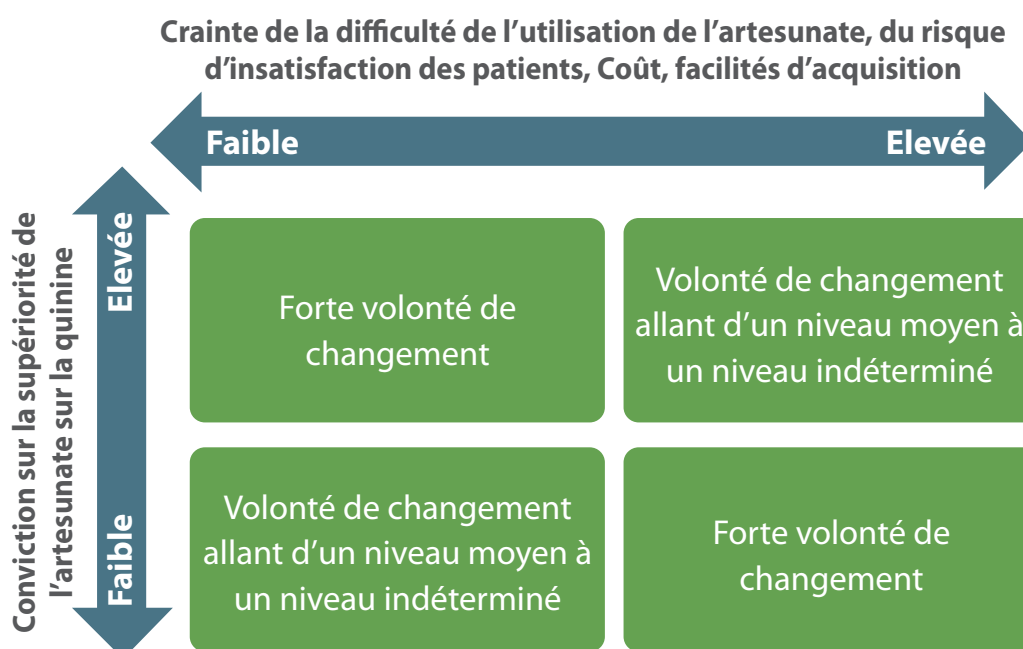 Crainte de la difficulté de l’utilisation de l’artesunate, du risque
d’insatisfaction des patients, Coût, facilités d’acquisition
Faible
Elevée
Conviction sur la supériorité de
l’artesunate sur la quinine
Elevée
Faible
Forte volonté de
changement
Volonté de changement
allant d’un niveau moyen à
un niveau indéterminé
Volonté de changement
allant d’un niveau moyen à
un niveau indéterminé
Forte volonté de
changement